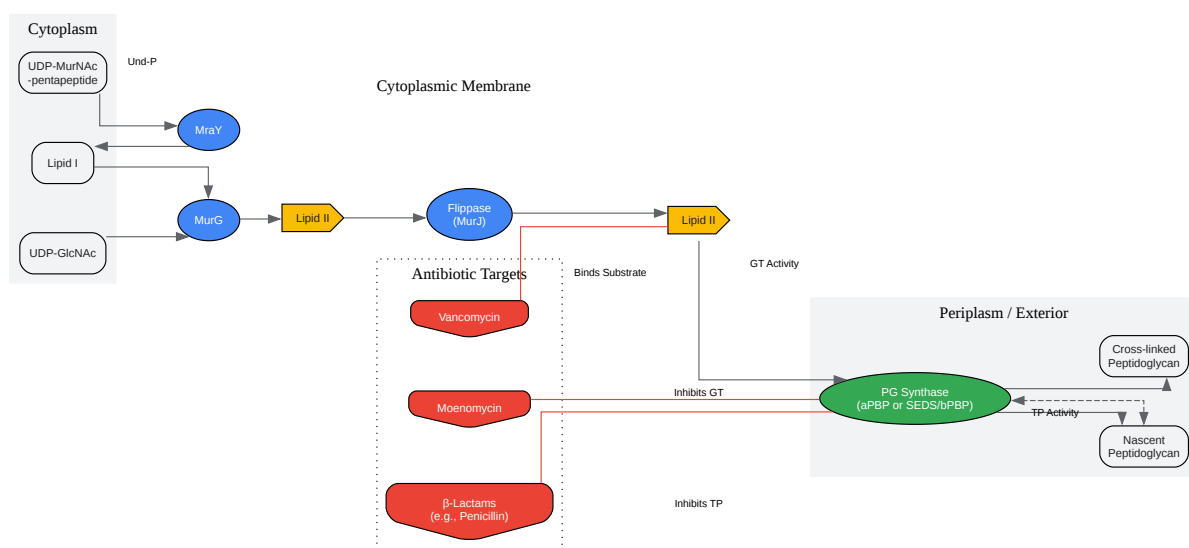 Cytoplasm
UDP-MurNAc
-pentapeptide
Und-P
Cytoplasmic Membrane
MraY
Lipid I
MurG
Lipid II
Flippase
(MurJ)
Lipid II
UDP-GlcNAc
Antibiotic Targets
Binds Substrate
GT Activity
Vancomycin
Periplasm / Exterior
Cross-linked
Peptidoglycan
Moenomycin
Inhibits GT
PG Synthase
(aPBP or SEDS/bPBP)
TP Activity
Nascent
Peptidoglycan
β-Lactams
(e.g., Penicillin)
Inhibits TP